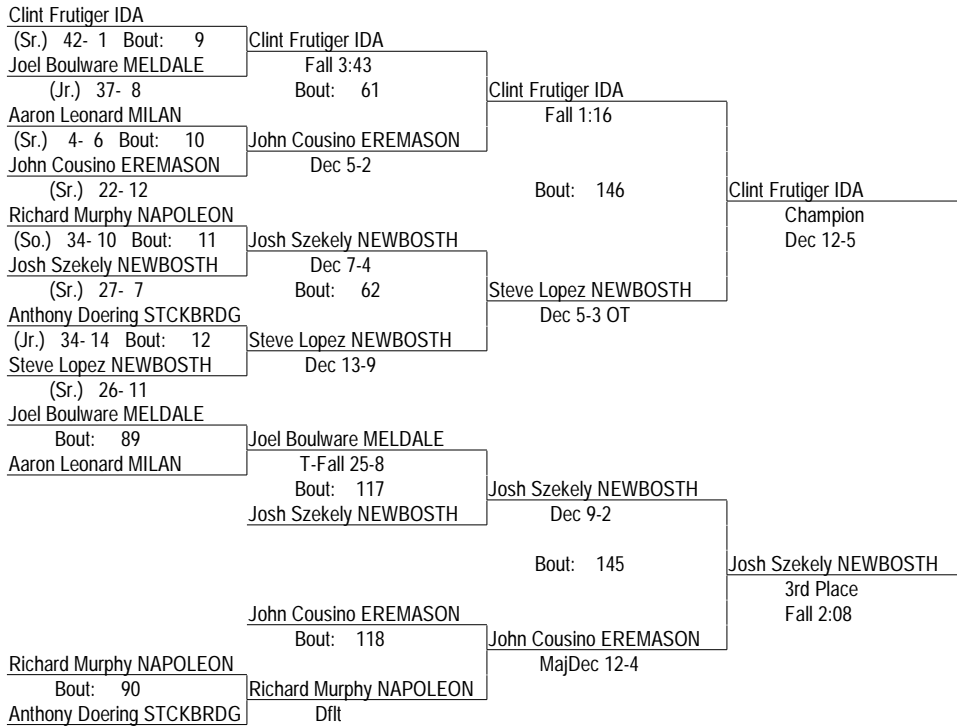 Clint Frutiger IDA
(Sr.) 42- 1 Bout: 9 Clint Frutiger IDA
Joel Boulware MELDALE Fall 3:43
(Jr.) 37- 8 Bout: 61 Clint Frutiger IDA
Aaron Leonard MILAN Fall 1:16
(Sr.) 4- 6 Bout: 10 John Cousino EREMASON
John Cousino EREMASON Dec 5-2
(Sr.) 22- 12 Bout: 146 Clint Frutiger IDA
Richard Murphy NAPOLEON Champion
(So.) 34- 10 Bout: 11 Josh Szekely NEWBOSTH Dec 12-5
Josh Szekely NEWBOSTH Dec 7-4
(Sr.) 27- 7 Bout: 62 Steve Lopez NEWBOSTH
Anthony Doering STCKBRDG Dec 5-3 OT
(Jr.) 34- 14 Bout: 12 Steve Lopez NEWBOSTH
Steve Lopez NEWBOSTH Dec 13-9
(Sr.) 26- 11
Joel Boulware MELDALE
Bout: 89 Joel Boulware MELDALE
Aaron Leonard MILAN T-Fall 25-8
Bout: 117 Josh Szekely NEWBOSTH
Josh Szekely NEWBOSTH Dec 9-2
Bout: 145 Josh Szekely NEWBOSTH
3rd Place
John Cousino EREMASON Fall 2:08
Bout: 118 John Cousino EREMASON
Richard Murphy NAPOLEON MajDec 12-4
Bout: 90 Richard Murphy NAPOLEON
Anthony Doering STCKBRDG Dflt